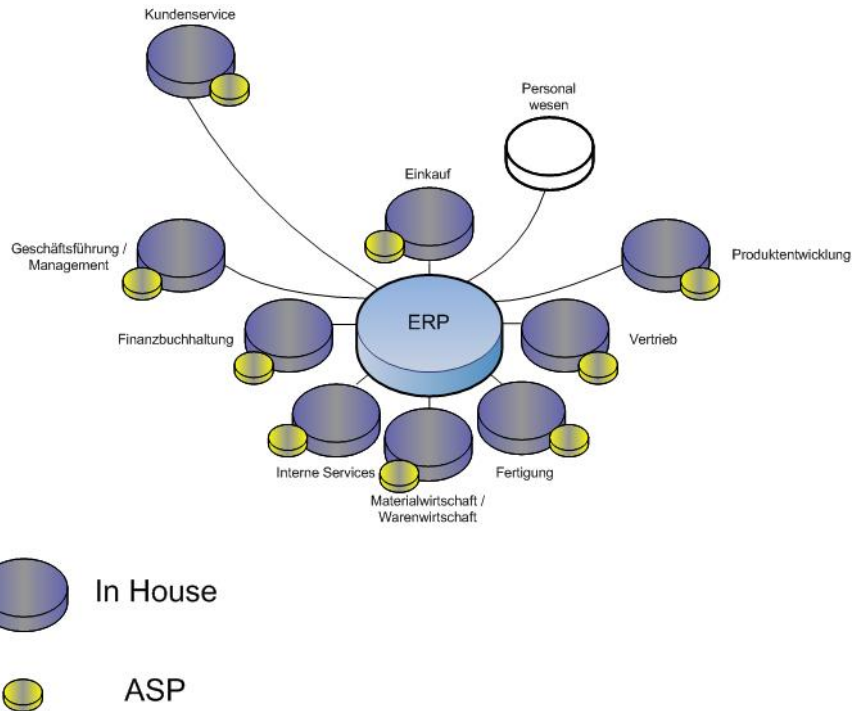 Kundenservice
Personal
wesen
Einkauf
Geschäftsführung /
Management
Produktentwicklung
ERP
Finanzbuchhaltung
Vertrieb
Interne Services
Fertigung
Materialwirtschaft /
Warenwirtschaft
In House
ASP